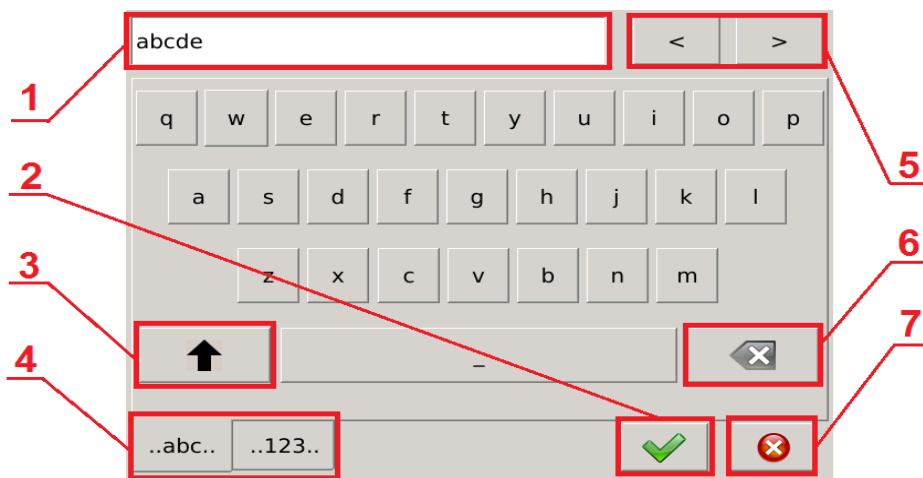 abcde < >
1
q w e r t y u i o p
2 5
a s d f g h j k l
6
3 z x c v b n m
7
_
4
..abc.. ..123..